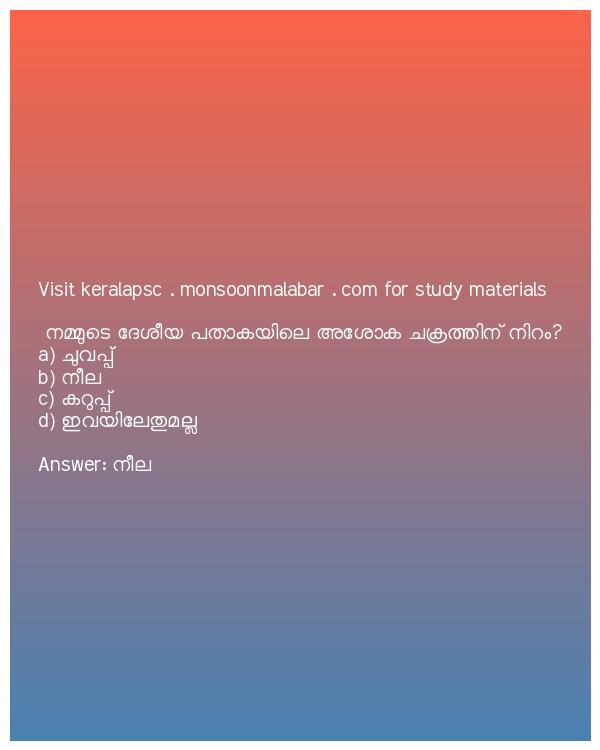 Visit keralapsc . monsoonmalabar . com for study materials
നമ്മുടെ ദേശീയ പതാകയിലെ അശോക ചക്രത്തിന് നിറം?
a) ചുവപ്പ്
b) നീല
c) കറുപ്പ്
d) ഇവയിലേതുമല്ല
Answer: നീല